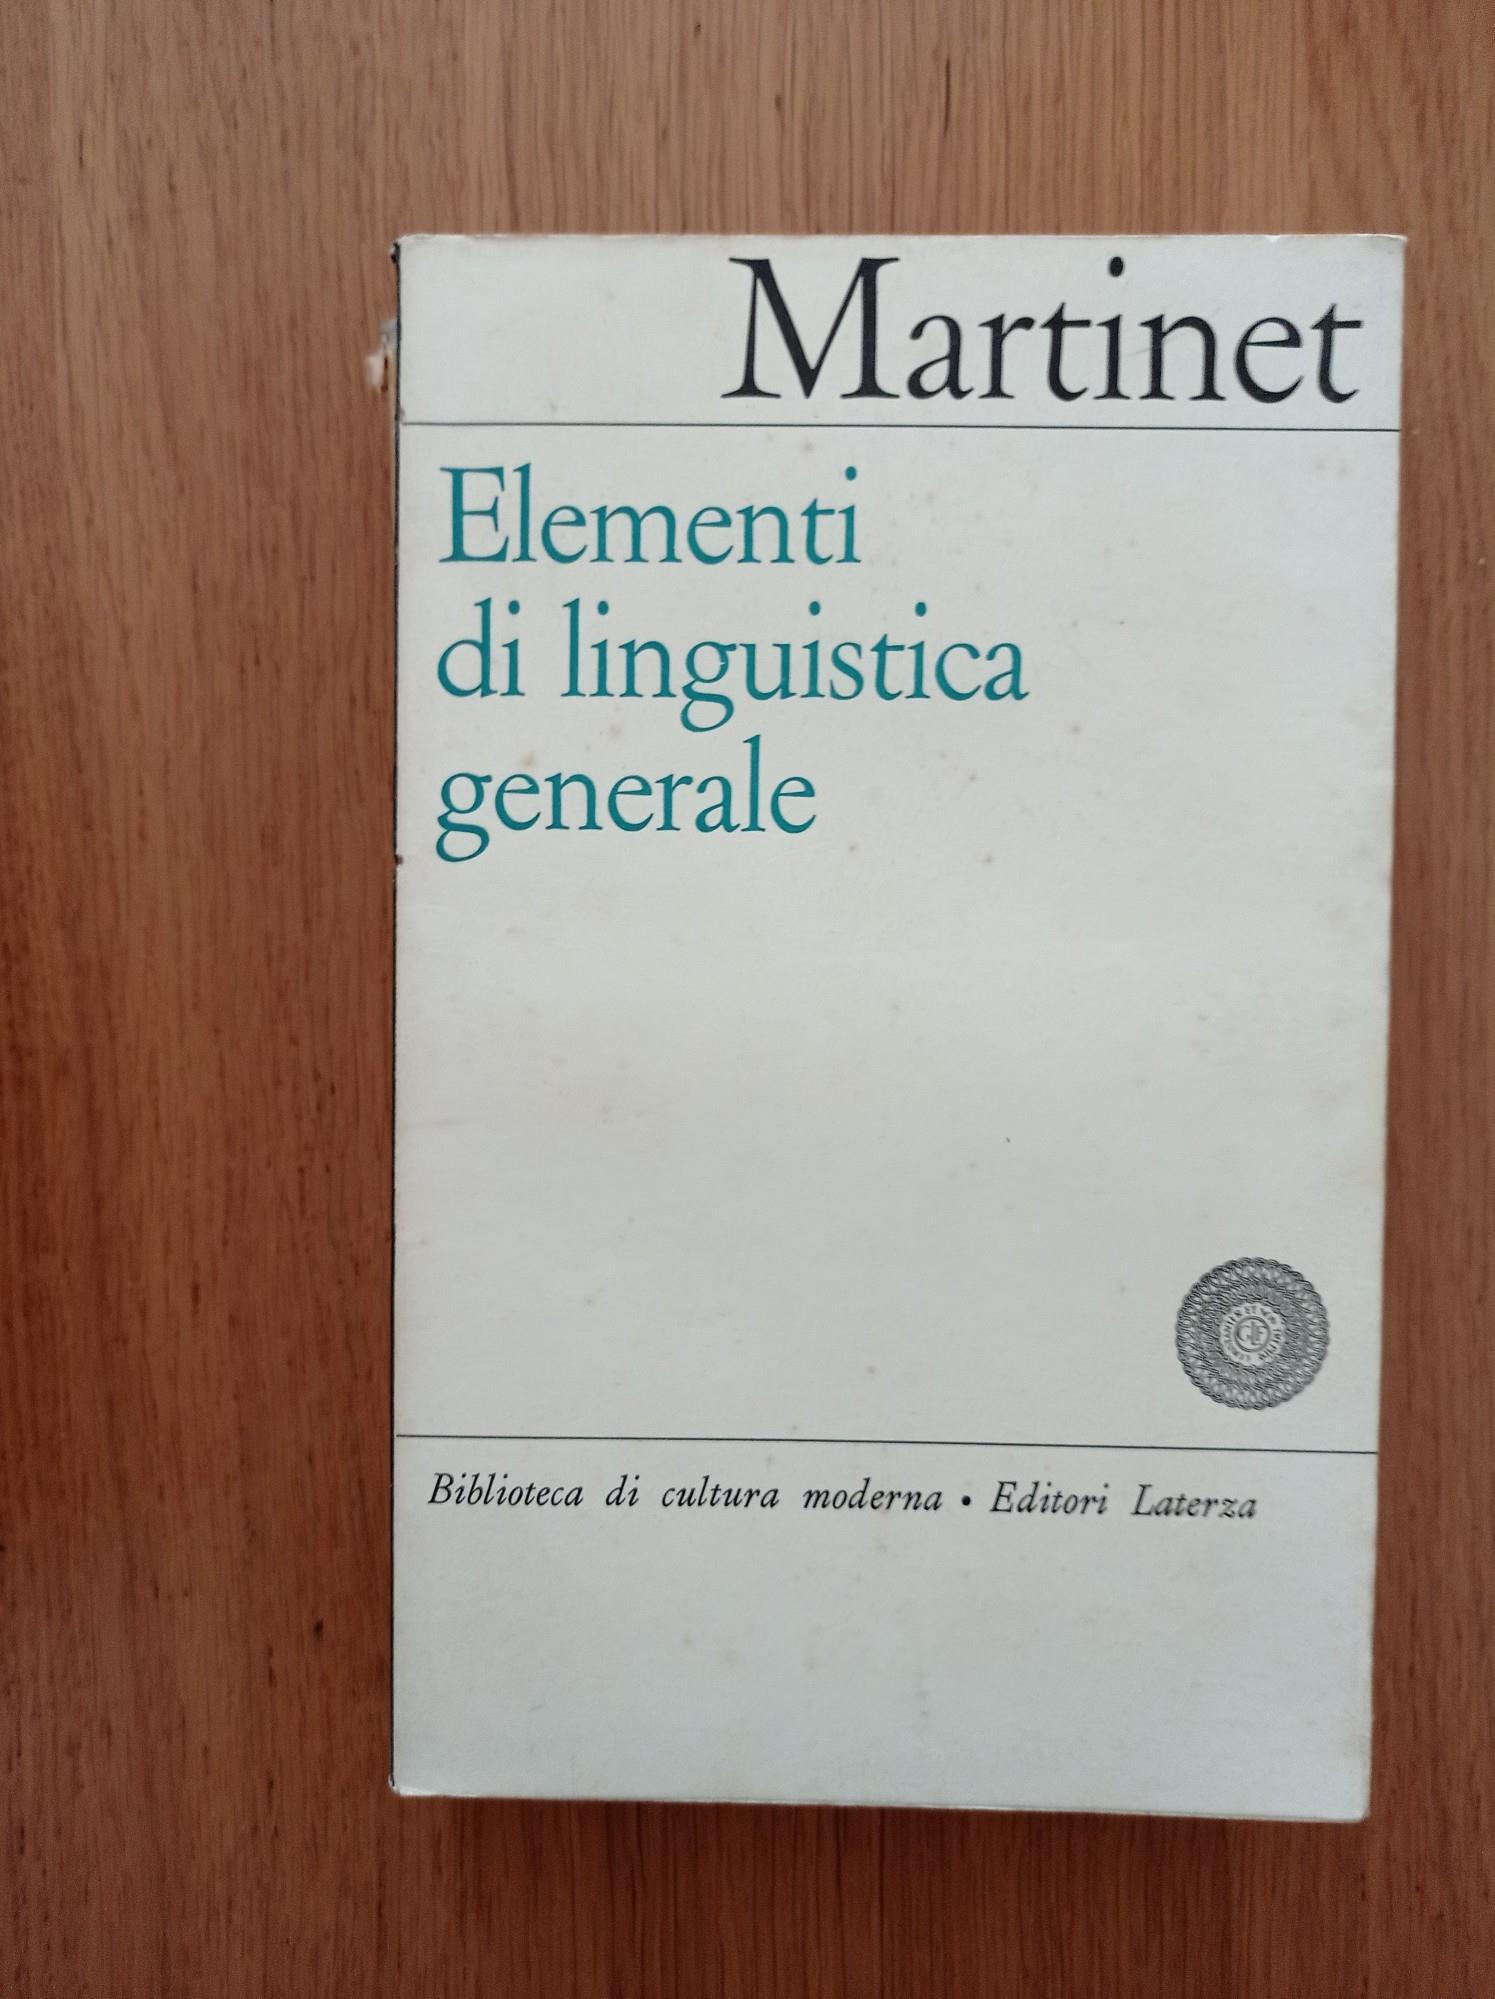 Martinet
Elementi
di linguistica
generale
Biblioteca di cultura moderna • Editori Laterza